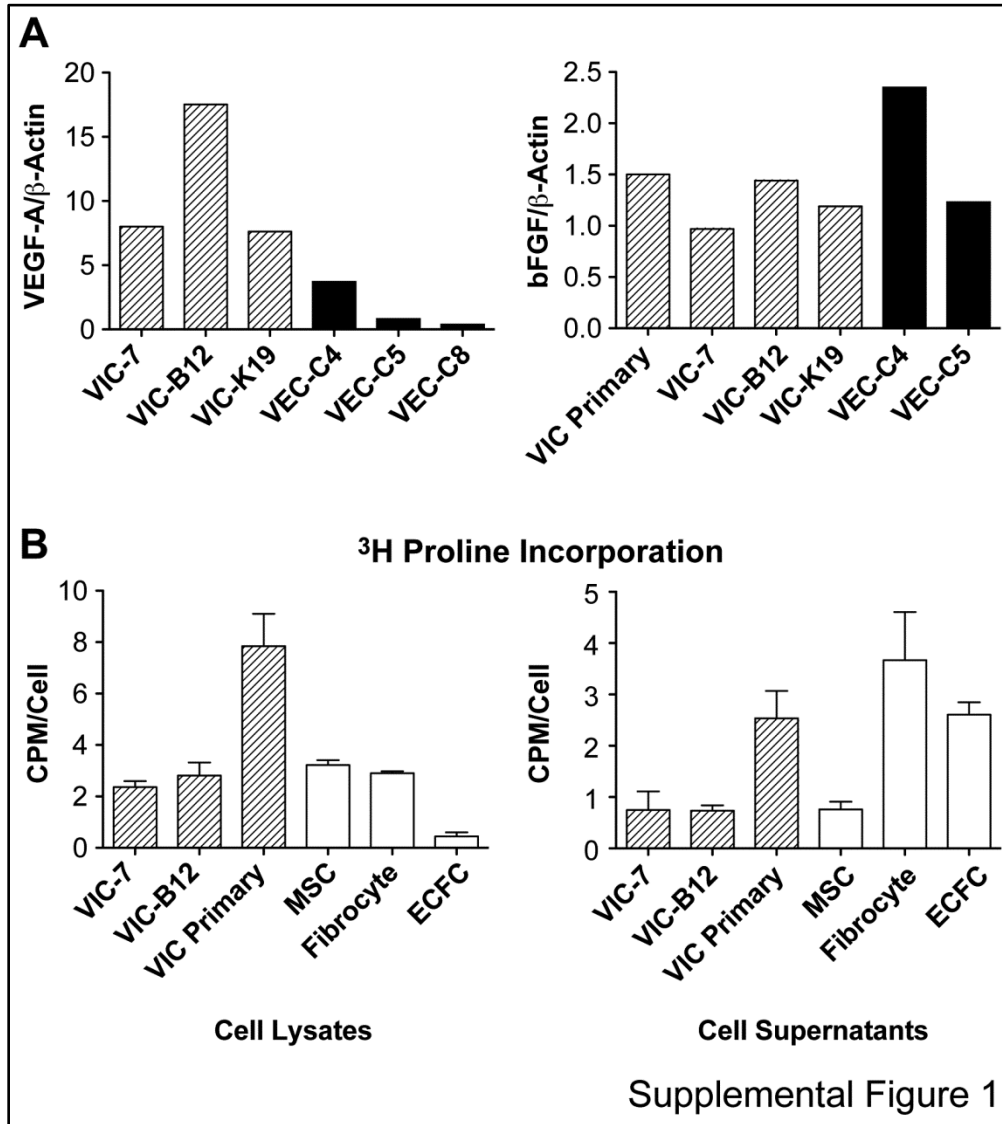 A
VEGF-A/β-Actin
20
15
10
5
0
VIC-7
VIC-B12
VIC-K19
VEC-C4
VEC-C5
VEC-C8
bFGF/β-Actin
2.5
2.0
1.5
1.0
0.5
0.0
VIC Primary
VIC-7
VIC-B12
VIC-K19
VEC-C4
VEC-C5
B
³H Proline Incorporation
CPM/Cell
10
8
6
4
2
0
VIC-7
VIC-B12
VIC Primary
MSC
Fibrocyte
ECFC
Cell Lysates
CPM/Cell
5
4
3
2
1
0
VIC-7
VIC-B12
VIC Primary
MSC
Fibrocyte
ECFC
Cell Supernatants
Supplemental Figure 1